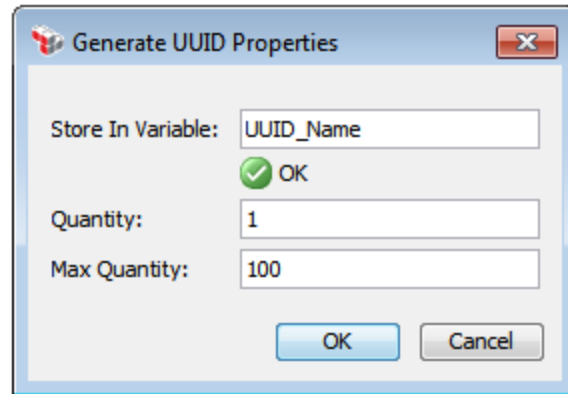 Generate UUID Properties
Store In Variable: UUID_Name
OK
Quantity: 1
Max Quantity: 100
OK Cancel